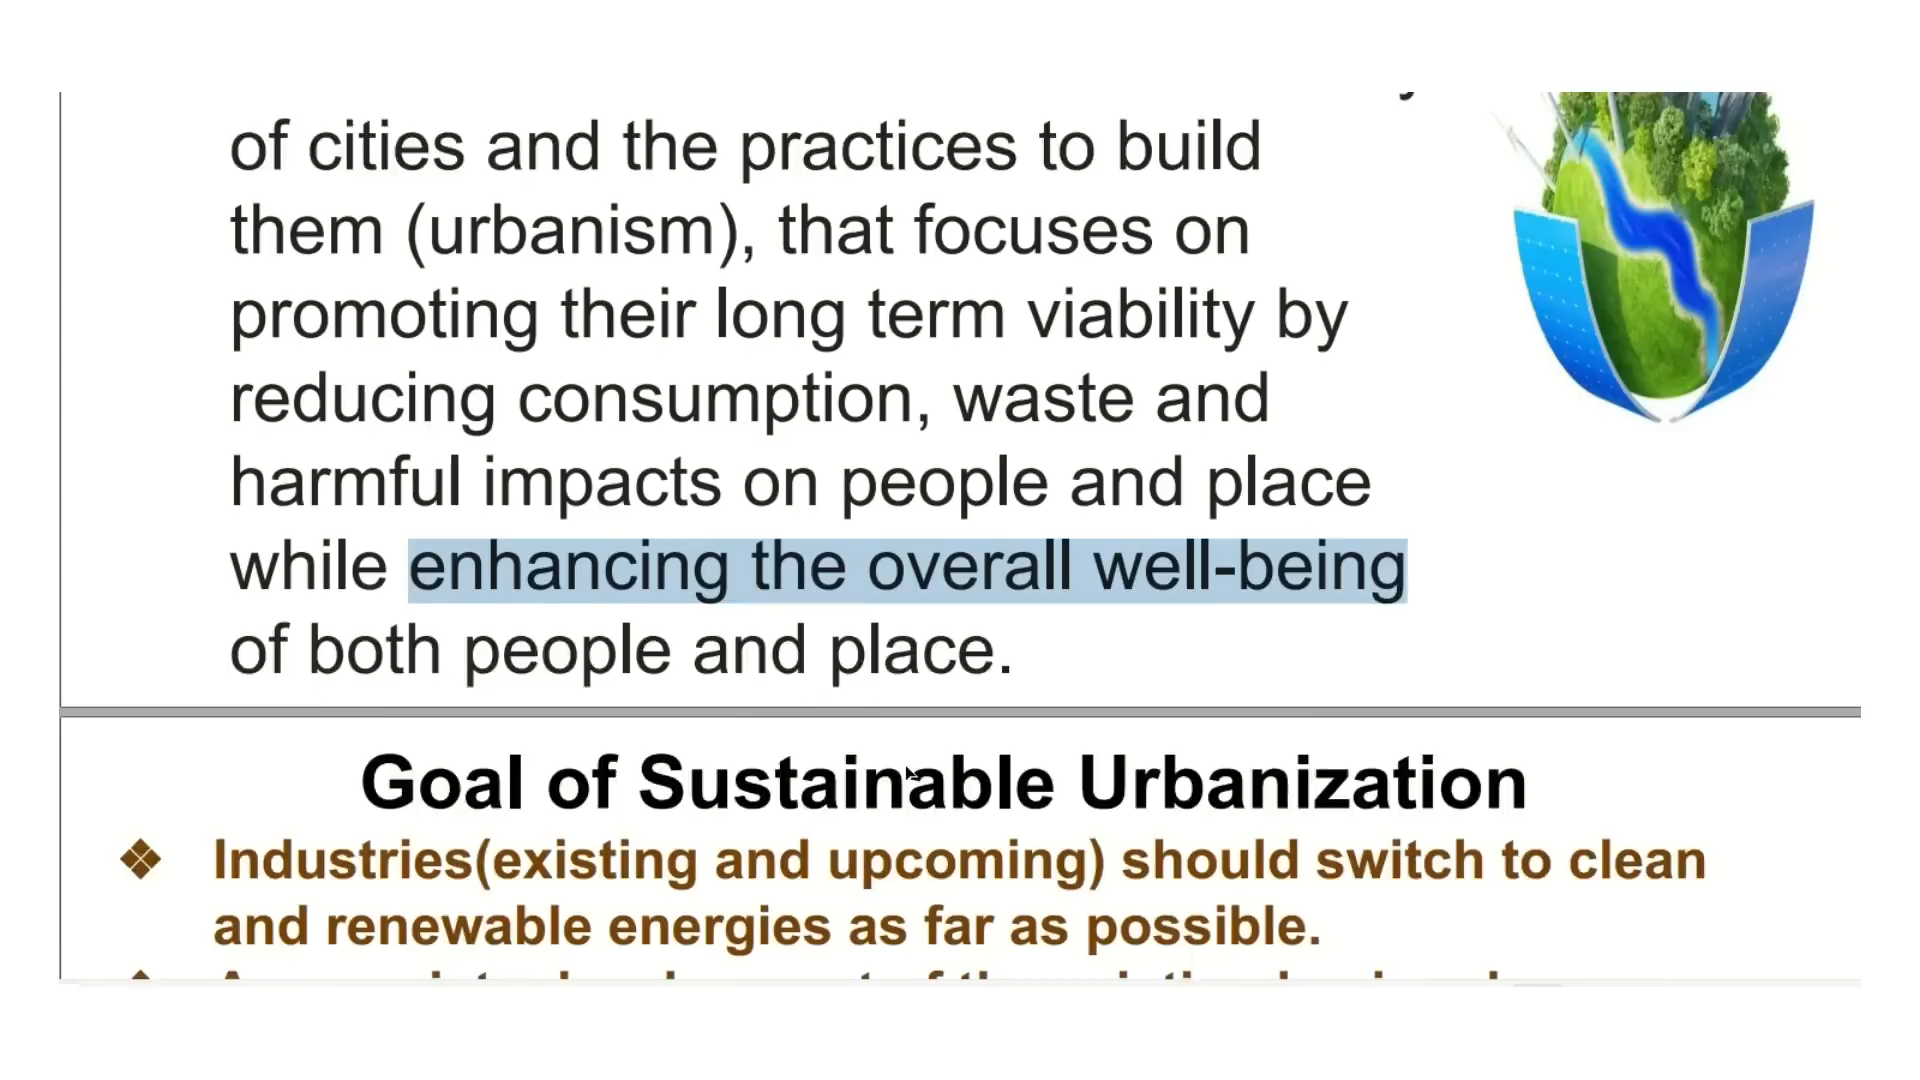 of cities and the practices to build
them (urbanism), that focuses on
promoting their long term viability by
reducing consumption, waste and
harmful impacts on people and place
while enhancing the overall well-being
of both people and place.
Goal of Sustainable Urbanization
❖ Industries(existing and upcoming) should switch to clean
and renewable energies as far as possible.